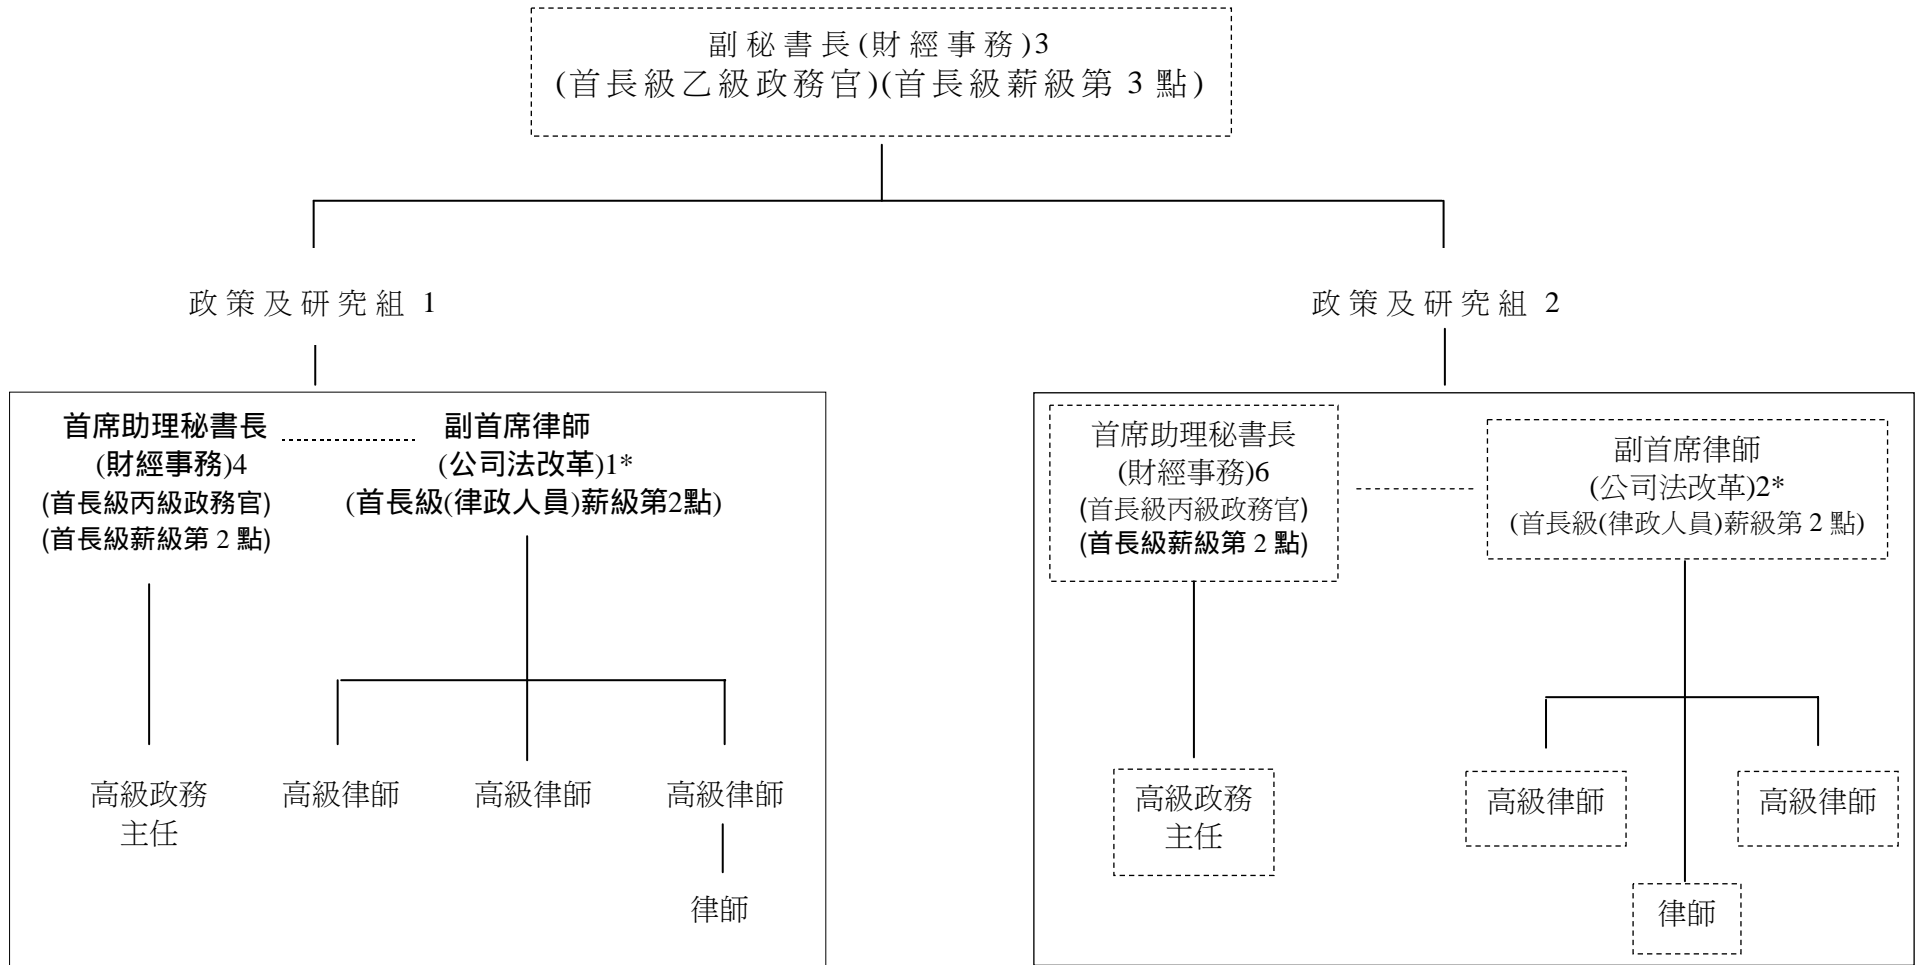 副秘書長(財經事務)3
(首長級乙級政務官)(首長級薪級第 3 點)
政策及研究組 1
首席助理秘書長
(財經事務)4
(首長級丙級政務官)
(首長級薪級第 2 點)
副首席律師
(公司法改革)1*
(首長級(律政人員)薪級第2點)
高級政務
主任
高級律師
高級律師
高級律師
律師
政策及研究組 2
首席助理秘書長
(財經事務)6
(首長級丙級政務官)
(首長級薪級第 2 點)
副首席律師
(公司法改革)2*
(首長級(律政人員)薪級第 2 點)
高級政務
主任
高級律師
高級律師
律師